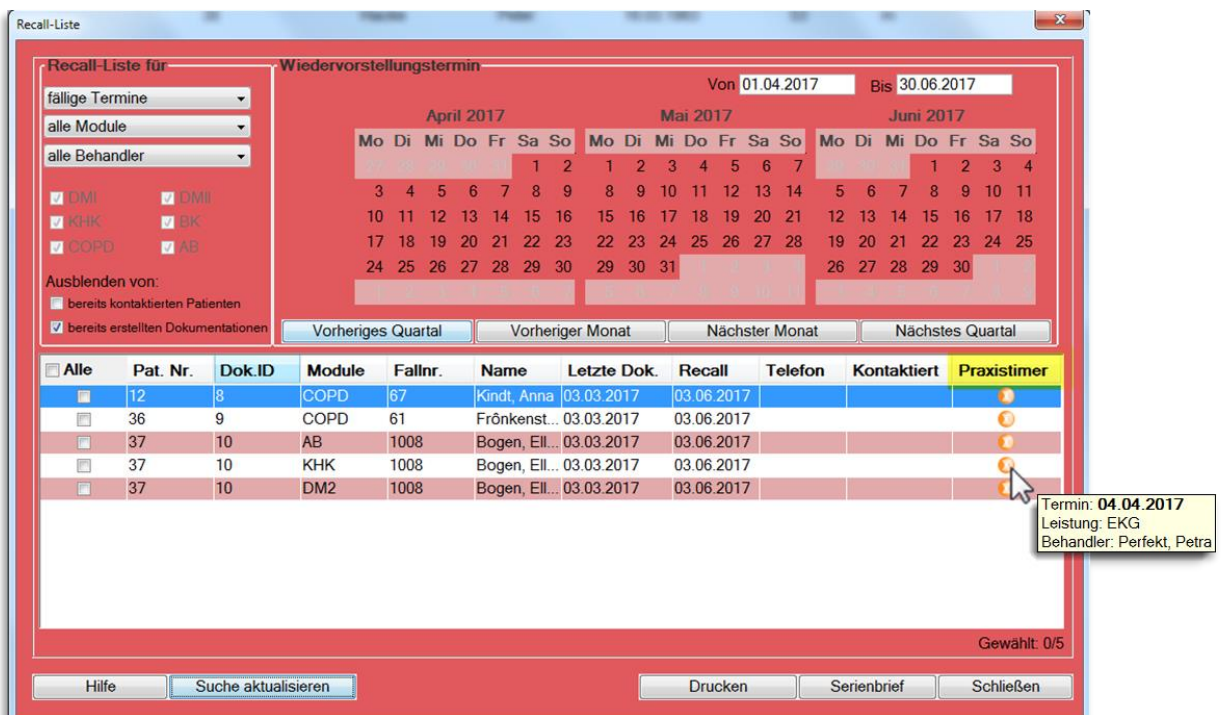 Recall-Liste
Recall-Liste für
Wiedervorstellungstermin
fällige Termine
alle Module
alle Behandler
DMI DMII
KHK BK
COPD AB
Ausblenden von:
bereits kontaktierten Patienten
bereits erstellten Dokumentationen
Von 01.04.2017 Bis 30.06.2017
April 2017 Mai 2017 Juni 2017
Mo Di Mi Do Fr Sa So Mo Di Mi Do Fr Sa So Mo Di Mi Do Fr Sa So
27 28 29 30 31 1 2 1 2 3 4 5 6 7 29 30 31 1 2 3 4
3 4 5 6 7 8 9 8 9 10 11 12 13 14 5 6 7 8 9 10 11
10 11 12 13 14 15 16 15 16 17 18 19 20 21 12 13 14 15 16 17 18
17 18 19 20 21 22 23 22 23 24 25 26 27 28 19 20 21 22 23 24 25
24 25 26 27 28 29 30 29 30 31 26 27 28 29 30
Vorheriges Quartal Vorheriger Monat Nächster Monat Nächstes Quartal
Alle Pat. Nr. Dok.ID Module Fallnr. Name Letzte Dok. Recall Telefon Kontaktiert Praxistimer
12 8 COPD 67 Kindt, Anna 03.03.2017 03.06.2017
36 9 COPD 61 Frônkenst... 03.03.2017 03.06.2017
37 10 AB 1008 Bogen, Ell... 03.03.2017 03.06.2017
37 10 KHK 1008 Bogen, Ell... 03.03.2017 03.06.2017
37 10 DM2 1008 Bogen, Ell... 03.03.2017 03.06.2017
Termin: 04.04.2017
Leistung: EKG
Behandler: Perfekt, Petra
Gewählt: 0/5
Hilfe Suche aktualisieren Drucken Serienbrief Schließen